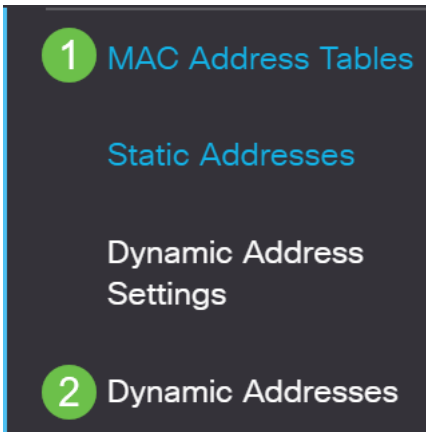 1 MAC Address Tables
Static Addresses
Dynamic Address
Settings
2 Dynamic Addresses